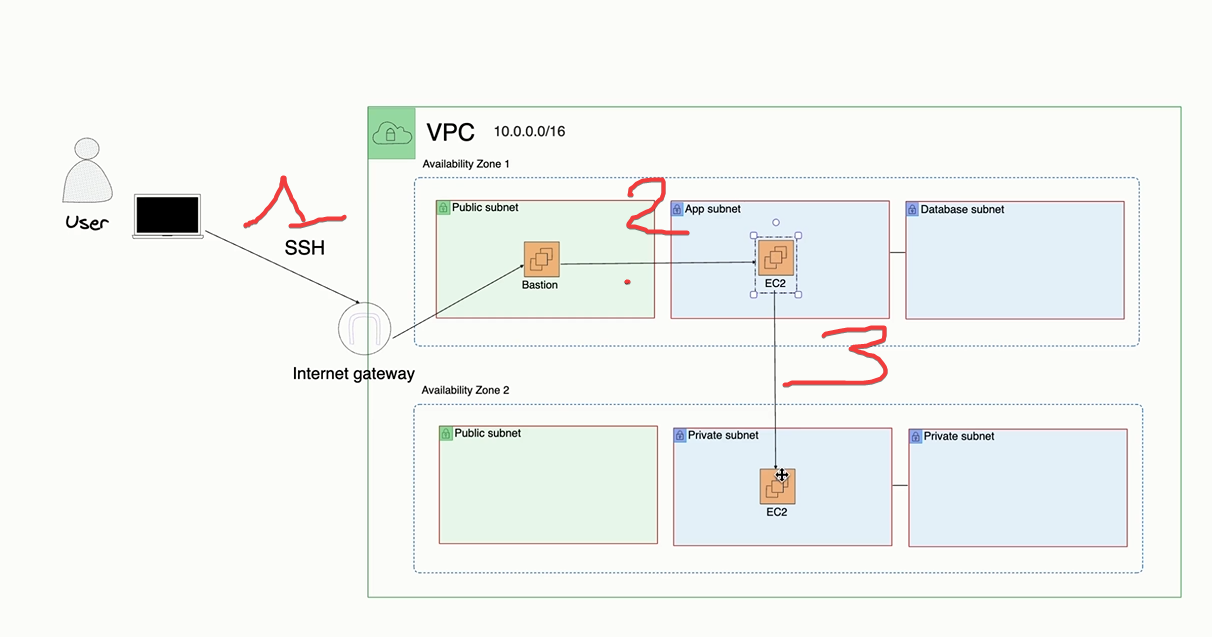 VPC 10.0.0.0/16
Availability Zone 1
1
2
Public subnet
App subnet
Database subnet
User
SSH
Bastion
EC2
3
Internet gateway
Availability Zone 2
Public subnet
Private subnet
Private subnet
EC2